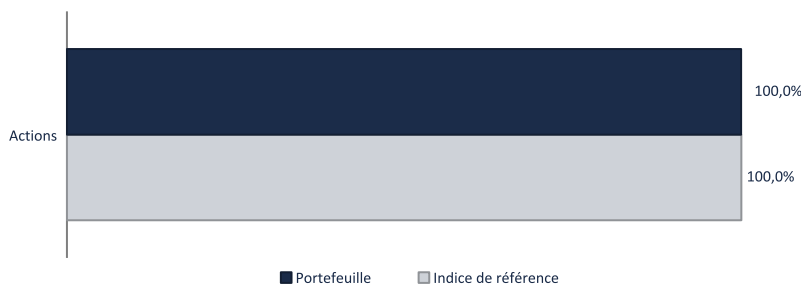 100,0%
Actions
100,0%
Portefeuille
Indice de référence